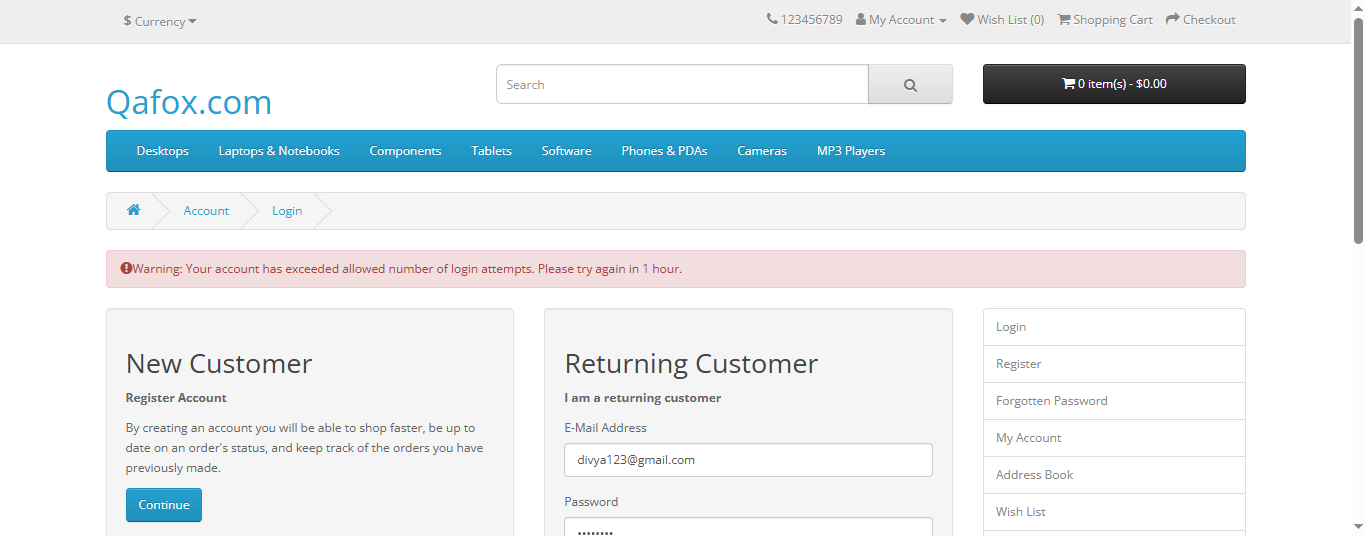 $ Currency
123456789 My Account Wish List (0) Shopping Cart Checkout
Qafox.com
Search
0 item(s) - $0.00
Desktops Laptops & Notebooks Components Tablets Software Phones & PDAs Cameras MP3 Players
Account Login
Warning: Your account has exceeded allowed number of login attempts. Please try again in 1 hour.
New Customer
Register Account
By creating an account you will be able to shop faster, be up to
date on an order's status, and keep track of the orders you have
previously made.
Continue
Returning Customer
I am a returning customer
E-Mail Address
divya123@gmail.com
Password
••••••••
Login
Register
Forgotten Password
My Account
Address Book
Wish List